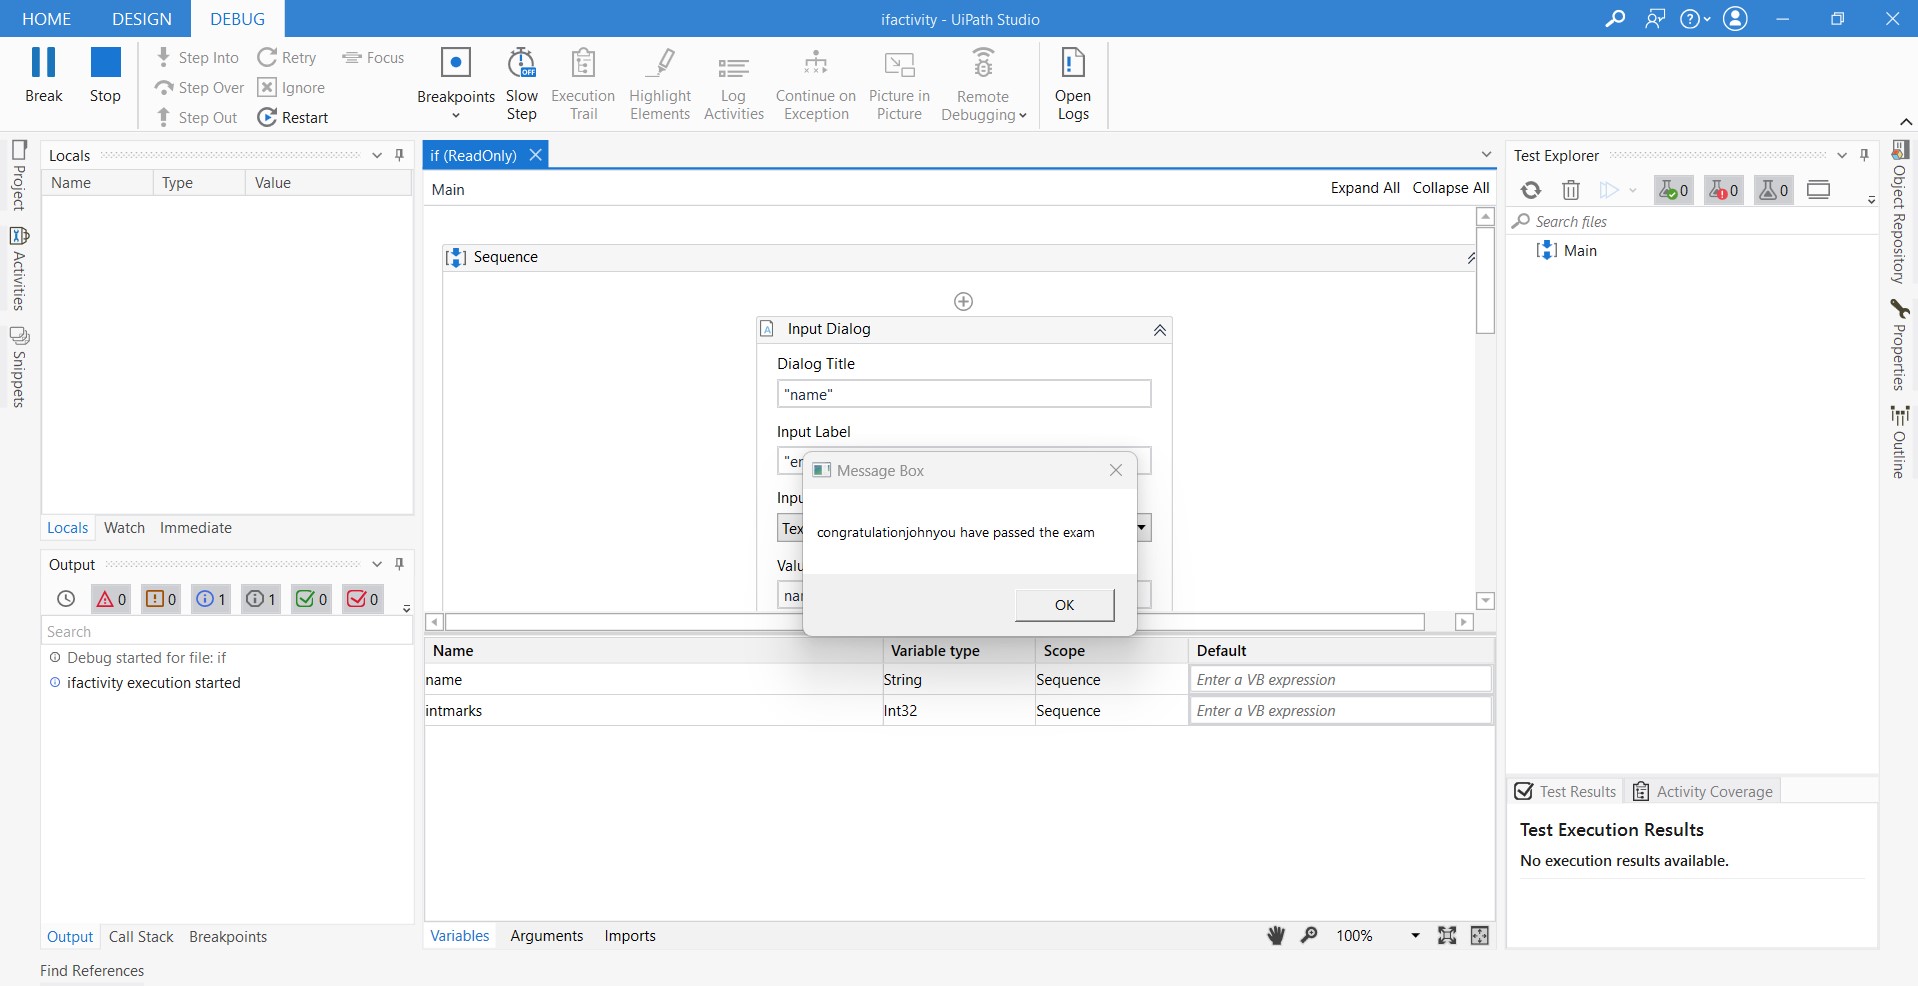 HOME DESIGN DEBUG ifactivity - UiPath Studio
Break Stop
Step Into Retry Focus
Step Over Ignore
Step Out Restart
Breakpoints
Slow Step
OFF
Execution Trail
Highlight Elements
Log Activities
Continue on Exception
Picture in Picture
Remote Debugging
Open Logs
Project
Activities
Snippets
Locals
Name Type Value
Locals Watch Immediate
Output
0 0 1 1 0 0
Search
Debug started for file: if
ifactivity execution started
Output Call Stack Breakpoints
Find References
if (ReadOnly)
Main Expand All Collapse All
Sequence
Input Dialog
Dialog Title
"name"
Input Label
"er
Inpu
Tex
Valu
nar
Message Box
congratulationjohnyou have passed the exam
OK
Name Variable type Scope Default
name String Sequence Enter a VB expression
intmarks Int32 Sequence Enter a VB expression
Variables Arguments Imports 100%
Test Explorer
0 0 0
Search files
Main
Test Results Activity Coverage
Test Execution Results
No execution results available.
Object Repository
Properties
Outline